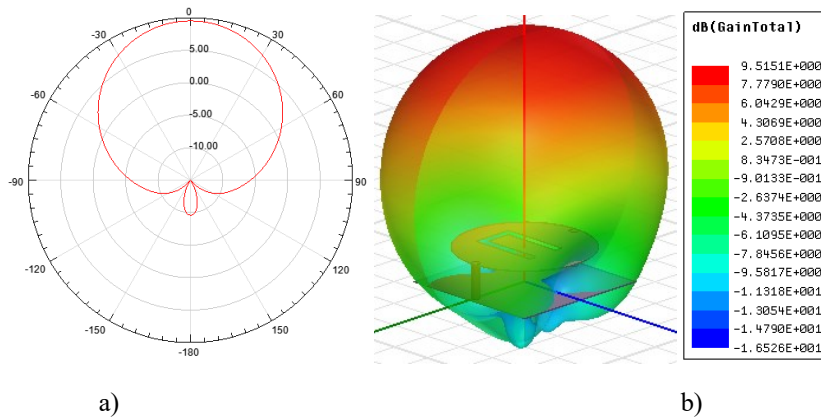 0
-30
30
5.00
-60
0.00
60
-5.00
-10.00
-90
90
-120
120
-150
150
-180
dB(GainTotal)
9.5151E+000
7.7790E+000
6.0429E+000
4.3069E+000
2.5708E+000
8.3473E-001
-9.0133E-001
-2.6374E+000
-4.3735E+000
-6.1095E+000
-7.8456E+000
-9.5817E+000
-1.1318E+001
-1.3054E+001
-1.4790E+001
-1.6526E+001
a)
b)